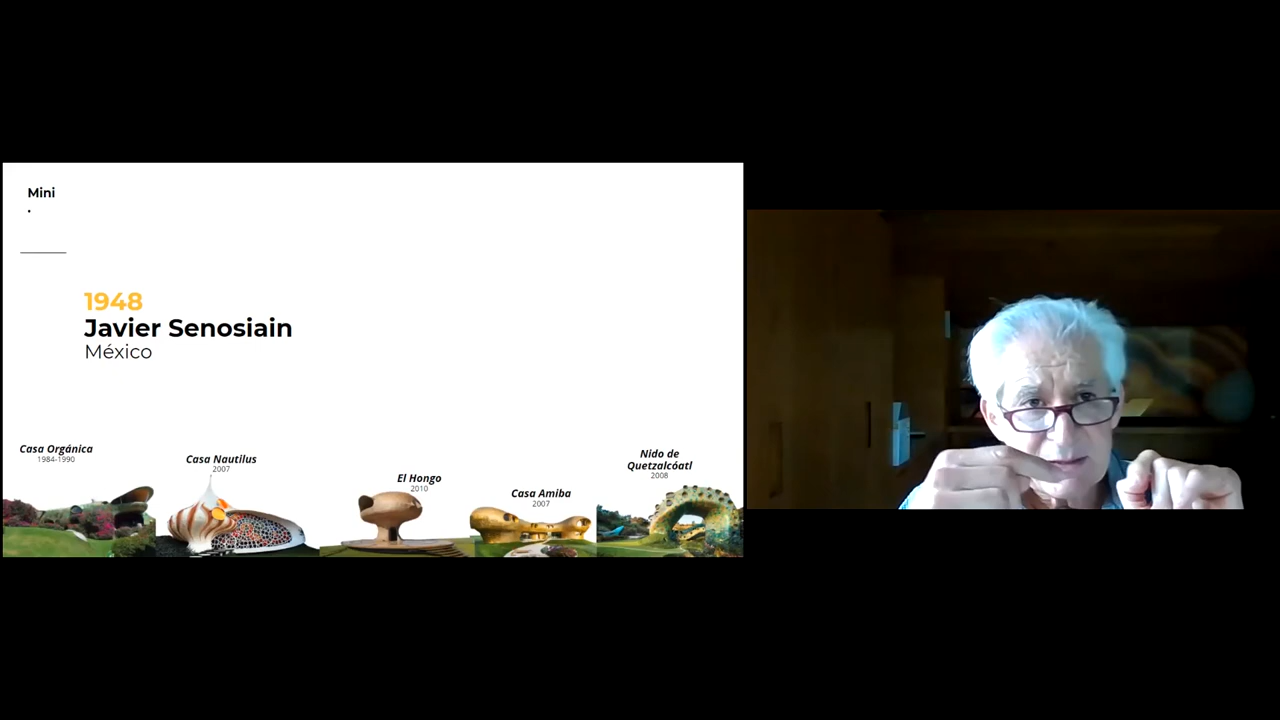 Mini
.
1948
Javier Senosiain
México
Casa Orgánica
1984-1990
Casa Nautilus
2007
El Hongo
2010
Casa Amiba
2007
Nido de
Quetzalcóatl
2008